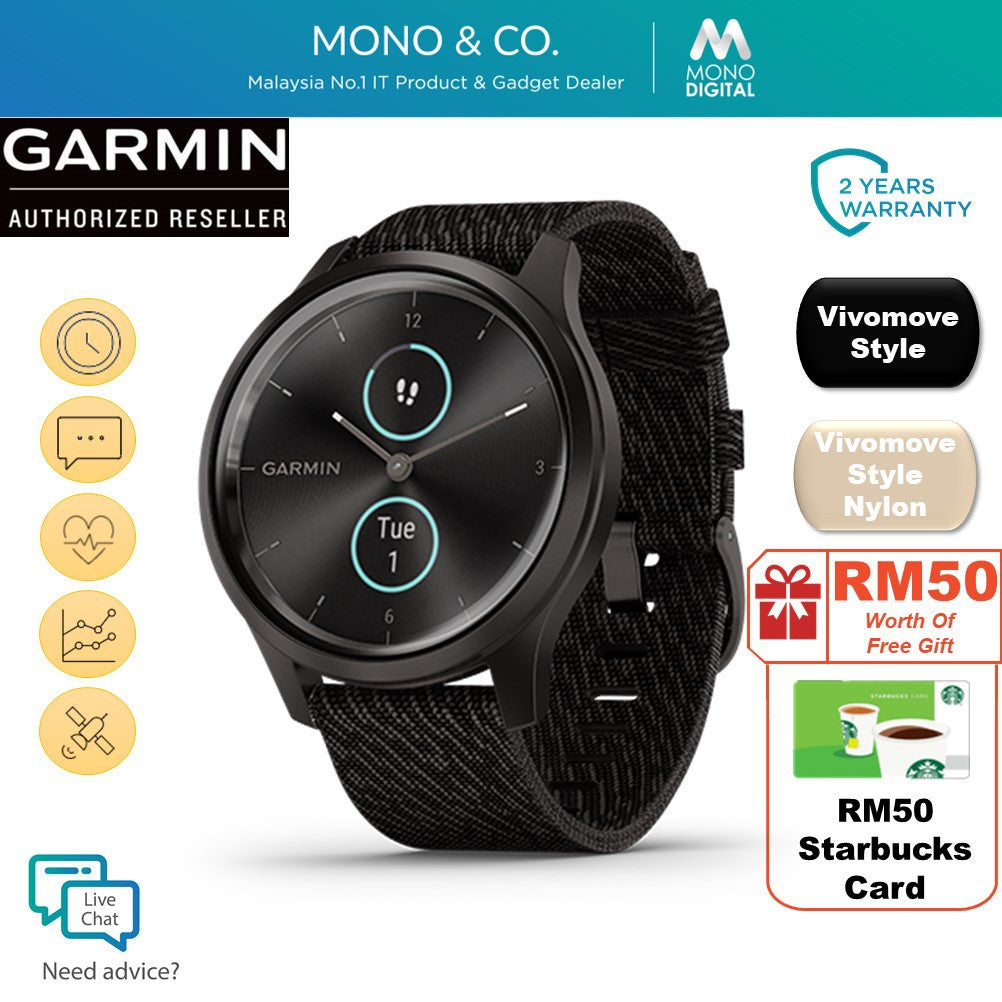 MONO & CO.
Malaysia No.1 IT Product & Gadget Dealer
MONO
DIGITAL
GARMIN
AUTHORIZED RESELLER
2 YEARS
WARRANTY
12
GARMIN
3
Tue
1
6
Vivomove
Style
Vivomove
Style
Nylon
RM50
Worth Of
Free Gift
STARBUCKS CARD
RM50
Starbucks
Card
Live
Chat
Need advice?